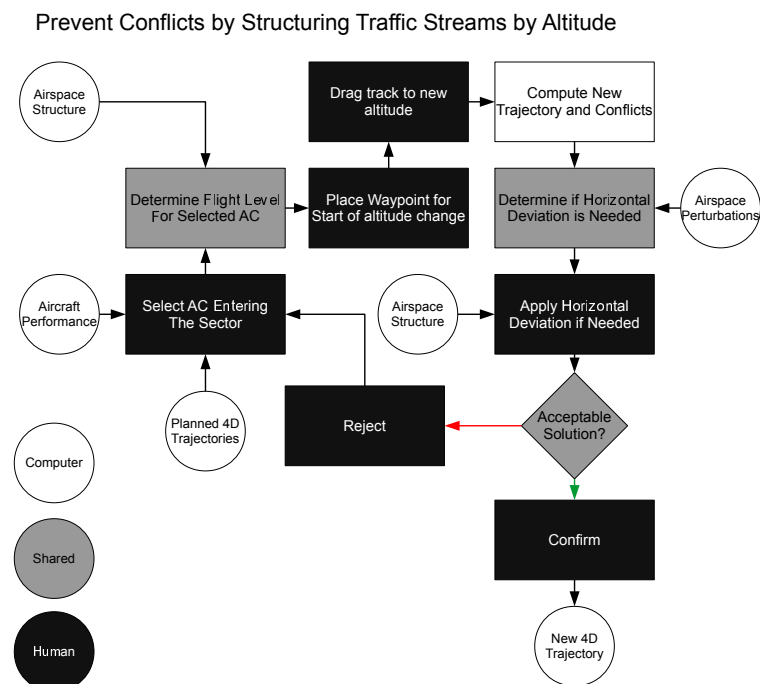 Prevent Conflicts by Structuring Traffic Streams by Altitude
Airspace
Structure
Drag track to new
altitude
Compute New
Trajectory and Conflicts
Determine Flight Level
For Selected AC
Place Waypoint for
Start of altitude change
Determine if Horizontal
Deviation is Needed
Airspace
Perturbations
Aircraft
Performance
Select AC Entering
The Sector
Airspace
Structure
Apply Horizontal
Deviation if Needed
Planned 4D
Trajectories
Reject
Acceptable
Solution?
Computer
Confirm
Shared
New 4D
Trajectory
Human